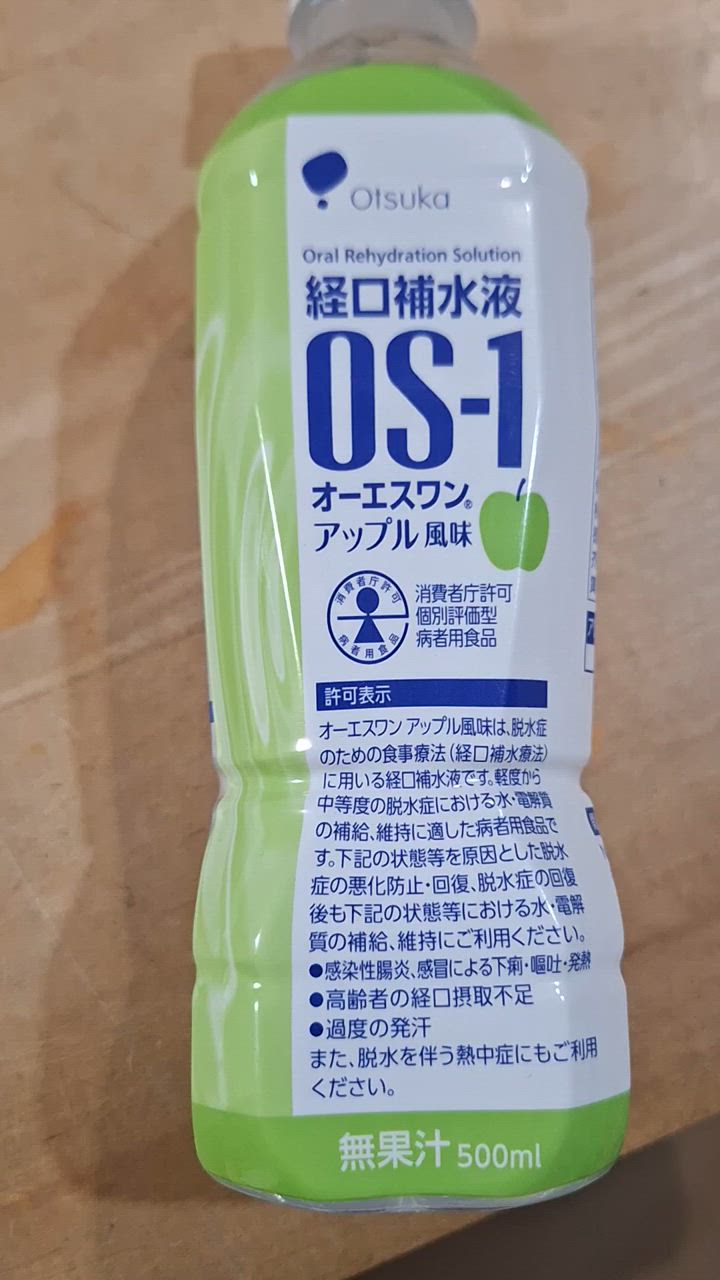 Otsuka
Oral Rehydration Solution
経口補水液
OS-1
オーエスワン®
アップル風味
消費者庁許可
病者用食品
消費者庁許可
個別評価型
病者用食品
許可表示
オーエスワン アップル風味は、脱水症
のための食事療法(経口補水療法)
に用いる経口補水液です。軽度から
中等度の脱水症における水・電解質
の補給、維持に適した病者用食品で
す。下記の状態等を原因とした脱水
症の悪化防止・回復、脱水症の回復
後も下記の状態等における水・電解
質の補給、維持にご利用ください。
●感染性腸炎、感冒による下痢・嘔吐・発熱
●高齢者の経口摂取不足
●過度の発汗
また、脱水を伴う熱中症にもご利用
ください。
無果汁 500ml